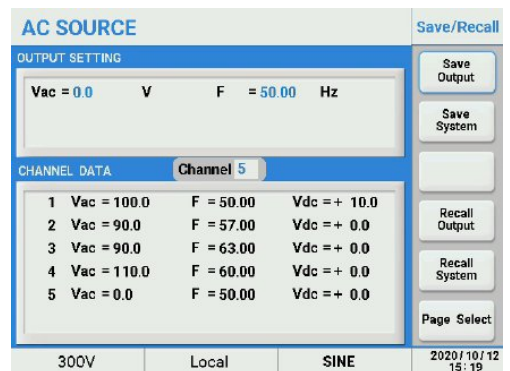 AC SOURCE
OUTPUT SETTING
Vac = 0.0 V F = 50.00 Hz
CHANNEL DATA Channel 5
1 Vac = 100.0 F = 50.00 Vdc = + 10.0
2 Vac = 90.0 F = 57.00 Vdc = + 0.0
3 Vac = 90.0 F = 63.00 Vdc = + 0.0
4 Vac = 110.0 F = 60.00 Vdc = + 0.0
5 Vac = 0.0 F = 50.00 Vdc = + 0.0
300V Local SINE
Save/Recall
Save
Output
Save
System
Recall
Output
Recall
System
Page Select
2020/10/12
15:19